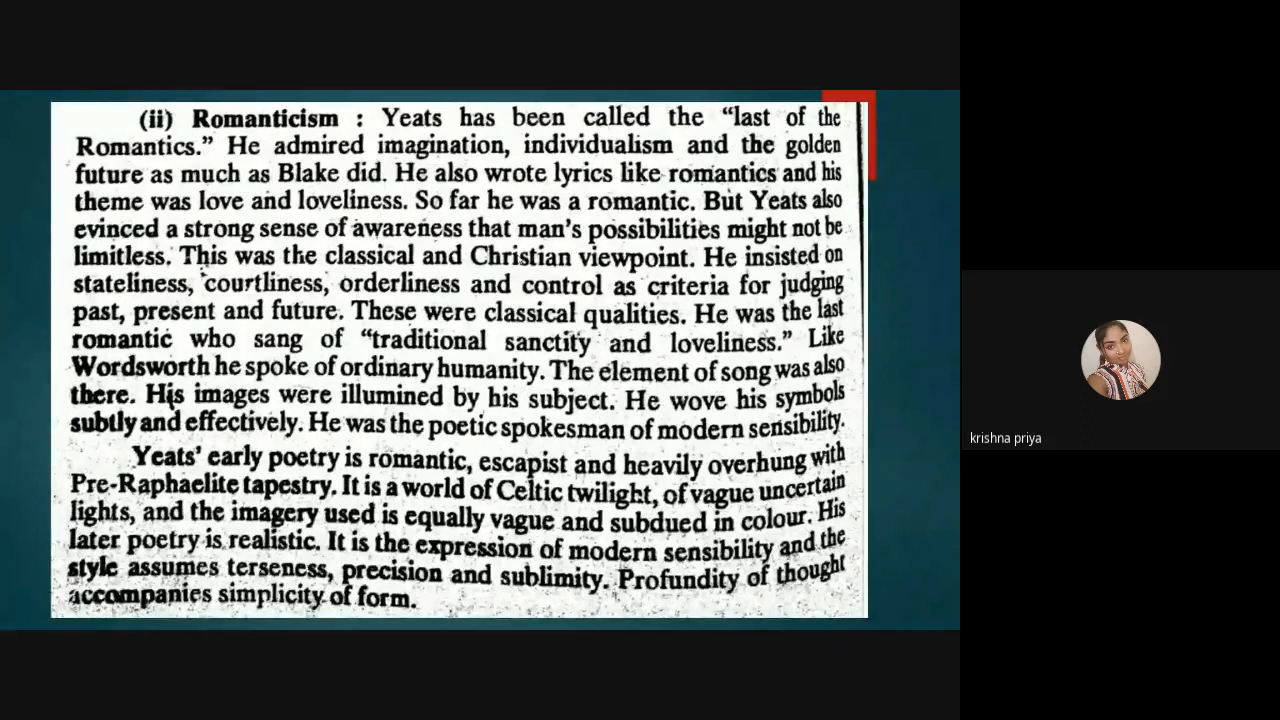 (ii) Romanticism : Yeats has been called the “last of the
Romantics.” He admired imagination, individualism and the golden
future as much as Blake did. He also wrote lyrics like romantics and his
theme was love and loveliness. So far he was a romantic. But Yeats also
evinced a strong sense of awareness that man’s possibilities might not be
limitless. This was the classical and Christian viewpoint. He insisted on
stateliness, courtliness, orderliness and control as criteria for judging
past, present and future. These were classical qualities. He was the last
romantic who sang of “traditional sanctity and loveliness.” Like
Wordsworth he spoke of ordinary humanity. The element of song was also
there. His images were illumined by his subject. He wove his symbols
subtly and effectively. He was the poetic spokesman of modern sensibility.
Yeats’ early poetry is romantic, escapist and heavily overhung with
Pre-Raphaelite tapestry. It is a world of Celtic twilight, of vague uncertain
lights, and the imagery used is equally vague and subdued in colour. His
later poetry is realistic. It is the expression of modern sensibility and the
style assumes terseness, precision and sublimity. Profundity of thought
accompanies simplicity of form.
krishna priya